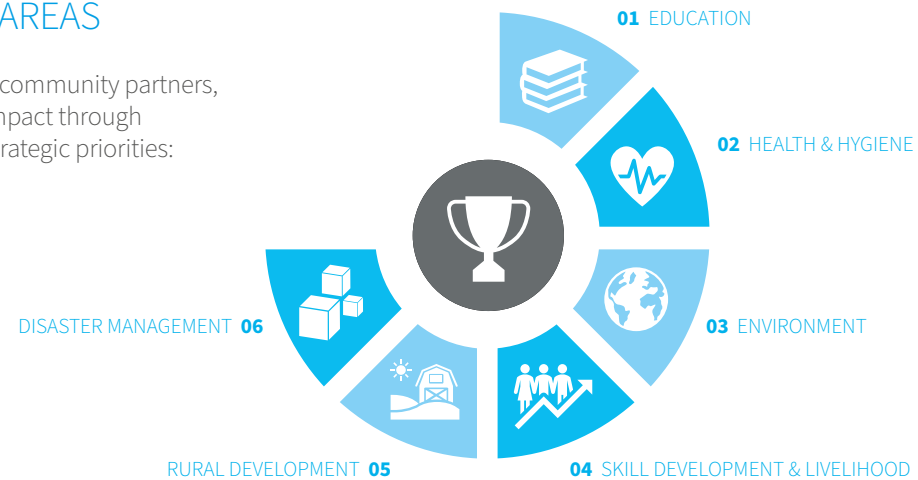 AREAS
community partners,
mpact through
rategic priorities:
01 EDUCATION
02 HEALTH & HYGIENE
03 ENVIRONMENT
04 SKILL DEVELOPMENT & LIVELIHOOD
RURAL DEVELOPMENT 05
DISASTER MANAGEMENT 06